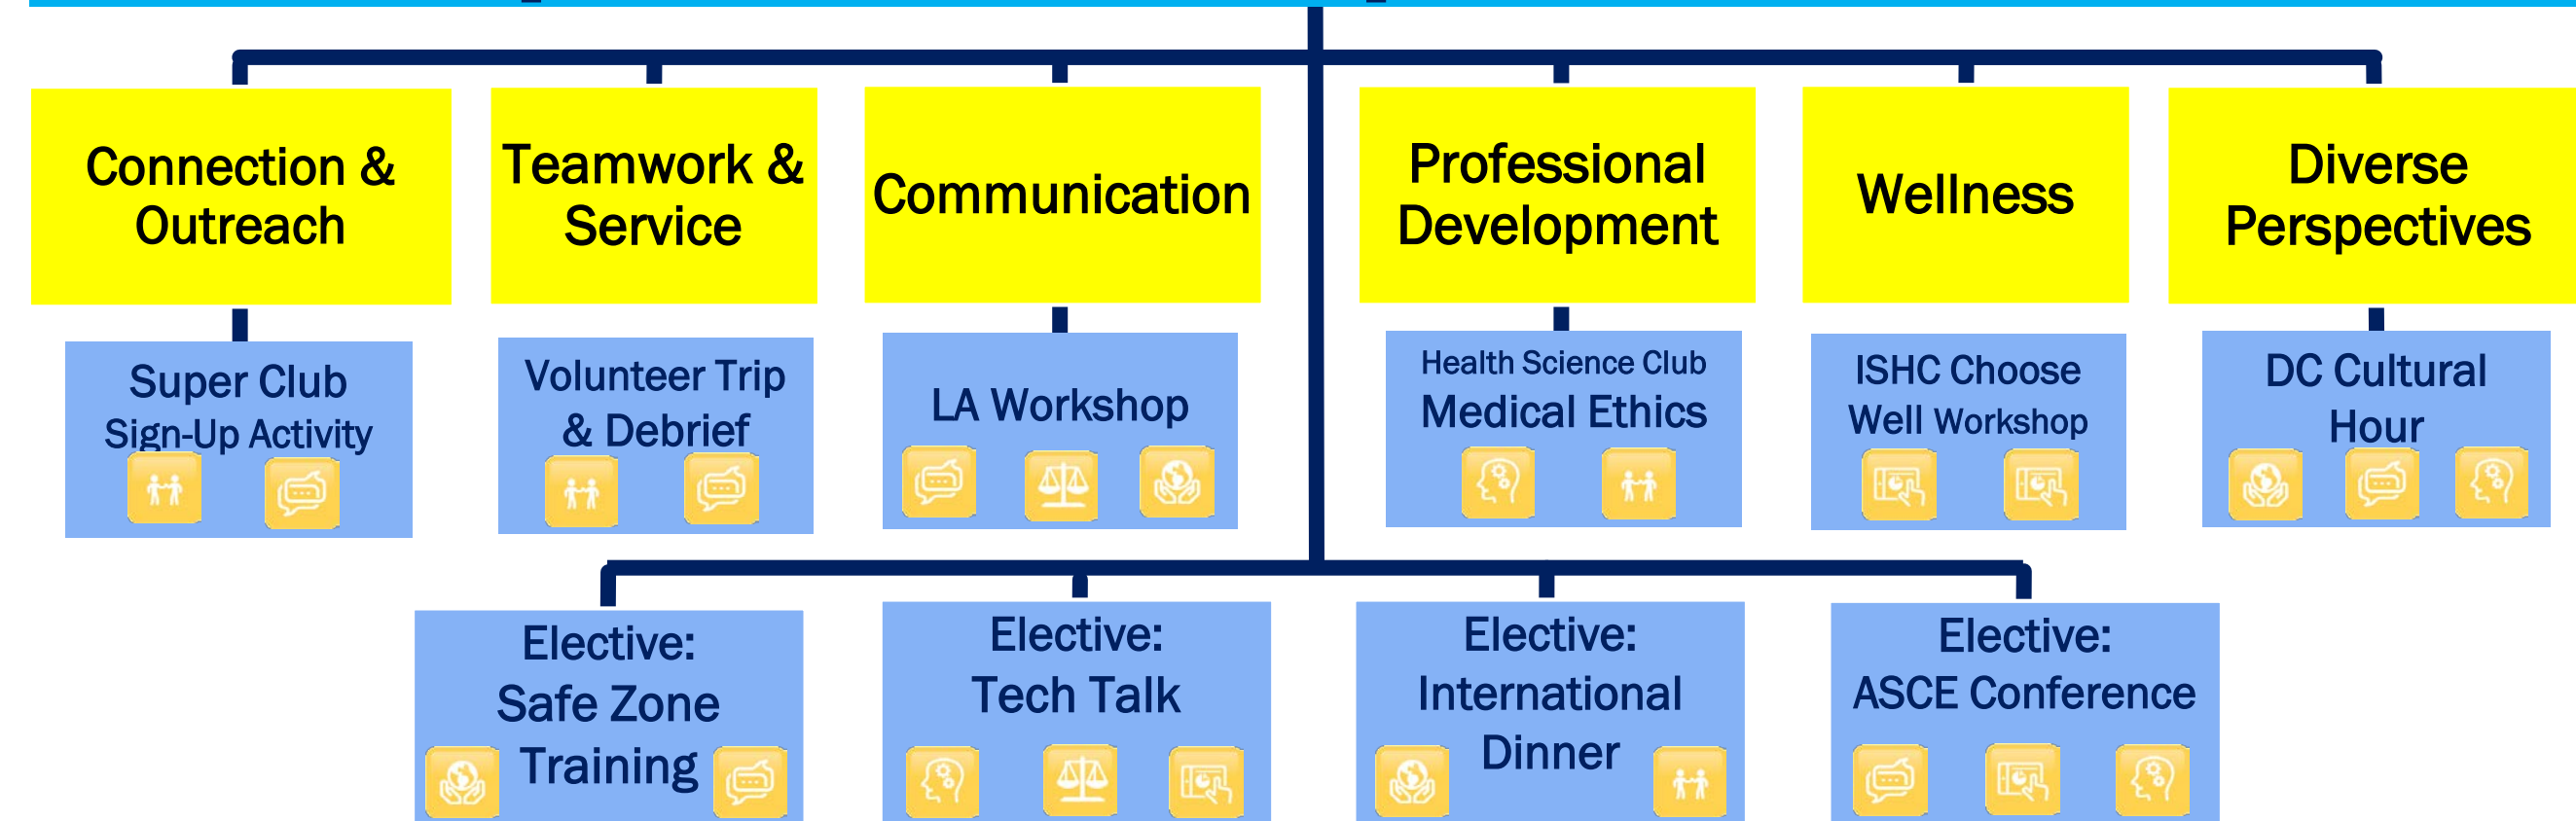 Connection &
Outreach
Teamwork &
Service
Communication
Professional
Development
Wellness
Diverse
Perspectives
Super Club
Sign-Up Activity
Volunteer Trip
& Debrief
LA Workshop
Health Science Club
Medical Ethics
ISHC Choose
Well Workshop
DC Cultural
Hour
Elective:
Safe Zone
Training
Elective:
Tech Talk
Elective:
International
Dinner
Elective:
ASCE Conference